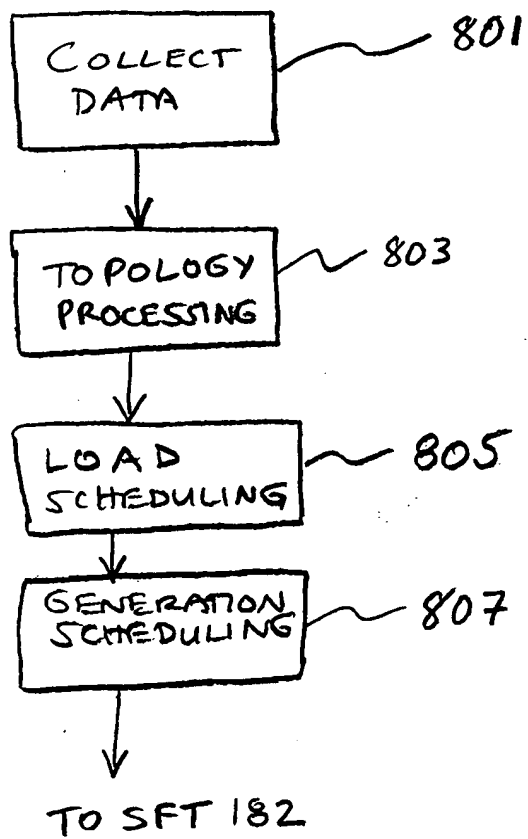 COLLECT
DATA
801
TOPOLOGY
PROCESSING
803
LOAD
SCHEDULING
805
GENERATION
SCHEDULING
807
TO SFT 182